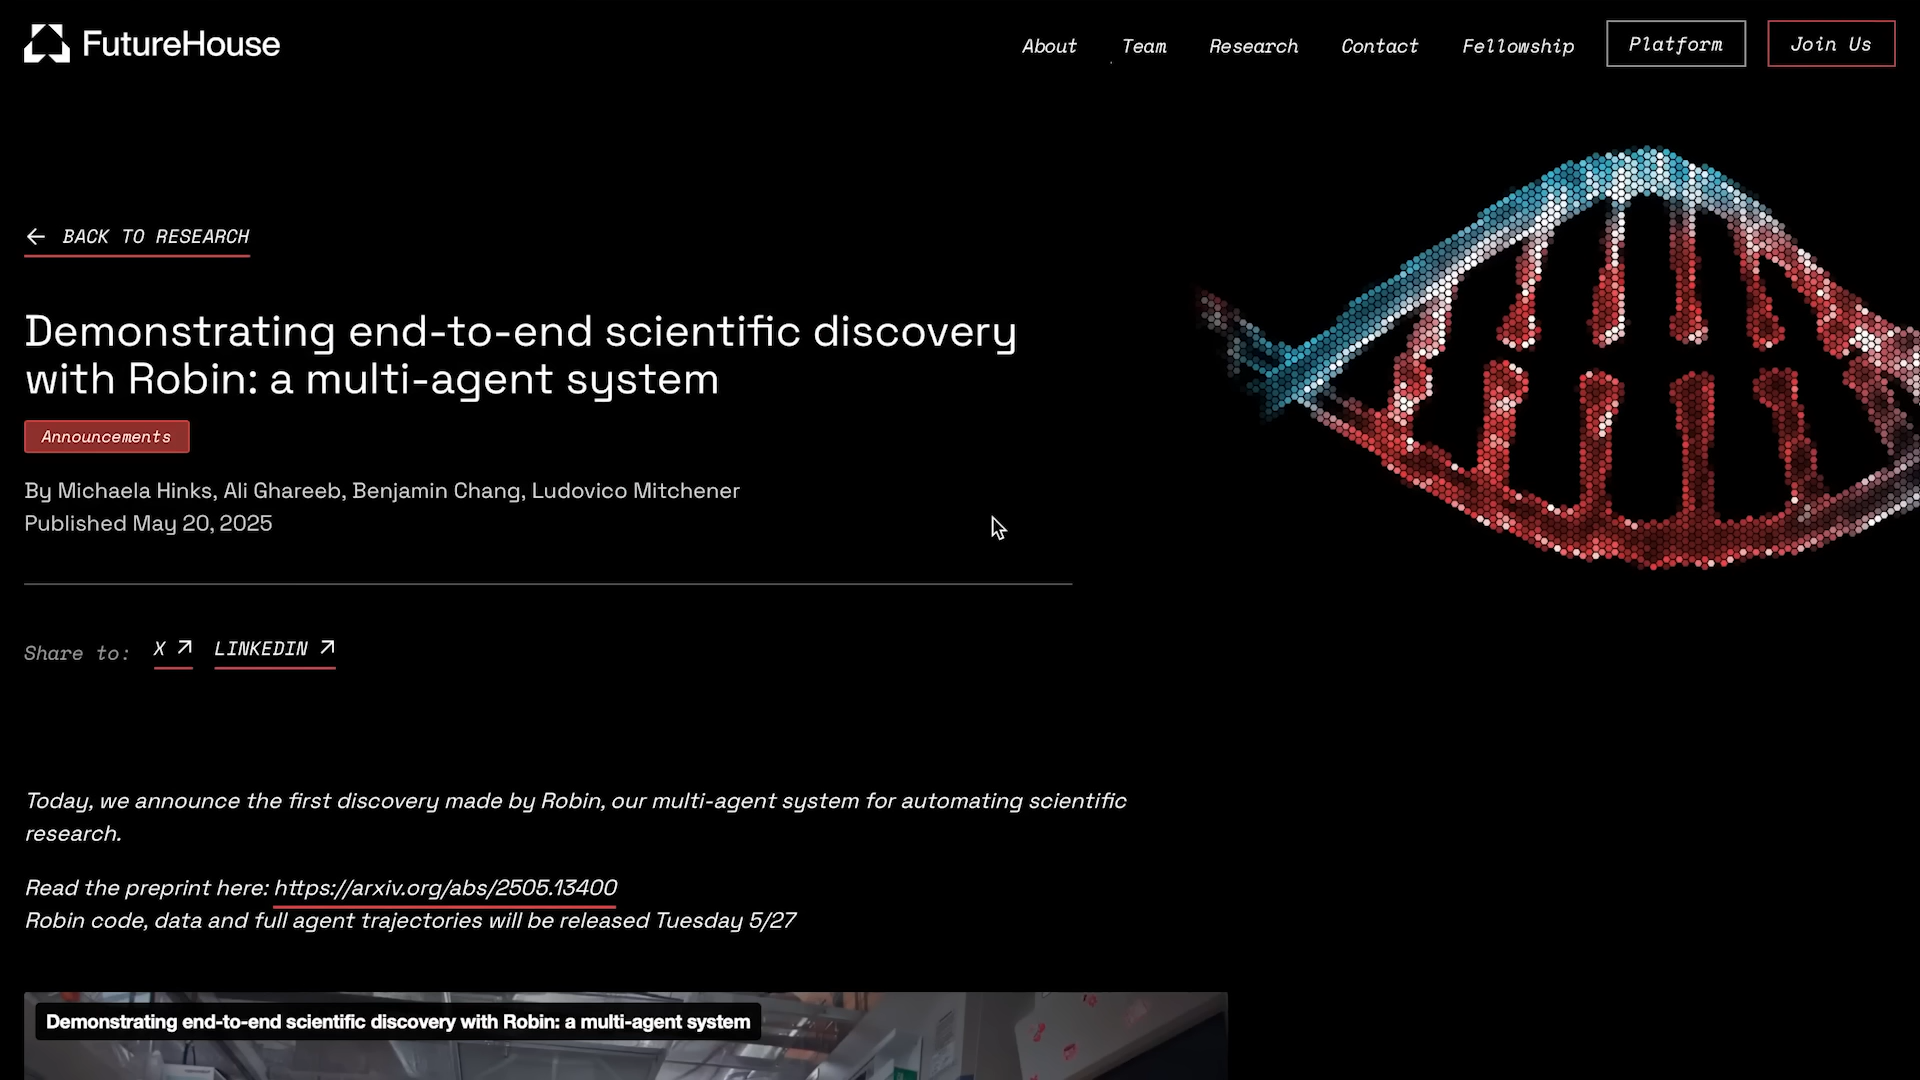 FutureHouse
About Team Research Contact Fellowship Platform Join Us
BACK TO RESEARCH
Demonstrating end-to-end scientific discovery
with Robin: a multi-agent system
Announcements
By Michaela Hinks, Ali Ghareeb, Benjamin Chang, Ludovico Mitchener
Published May 20, 2025
Share to: X LINKEDIN
Today, we announce the first discovery made by Robin, our multi-agent system for automating scientific
research.
Read the preprint here: https://arxiv.org/abs/2505.13400
Robin code, data and full agent trajectories will be released Tuesday 5/27
Demonstrating end-to-end scientific discovery with Robin: a multi-agent system